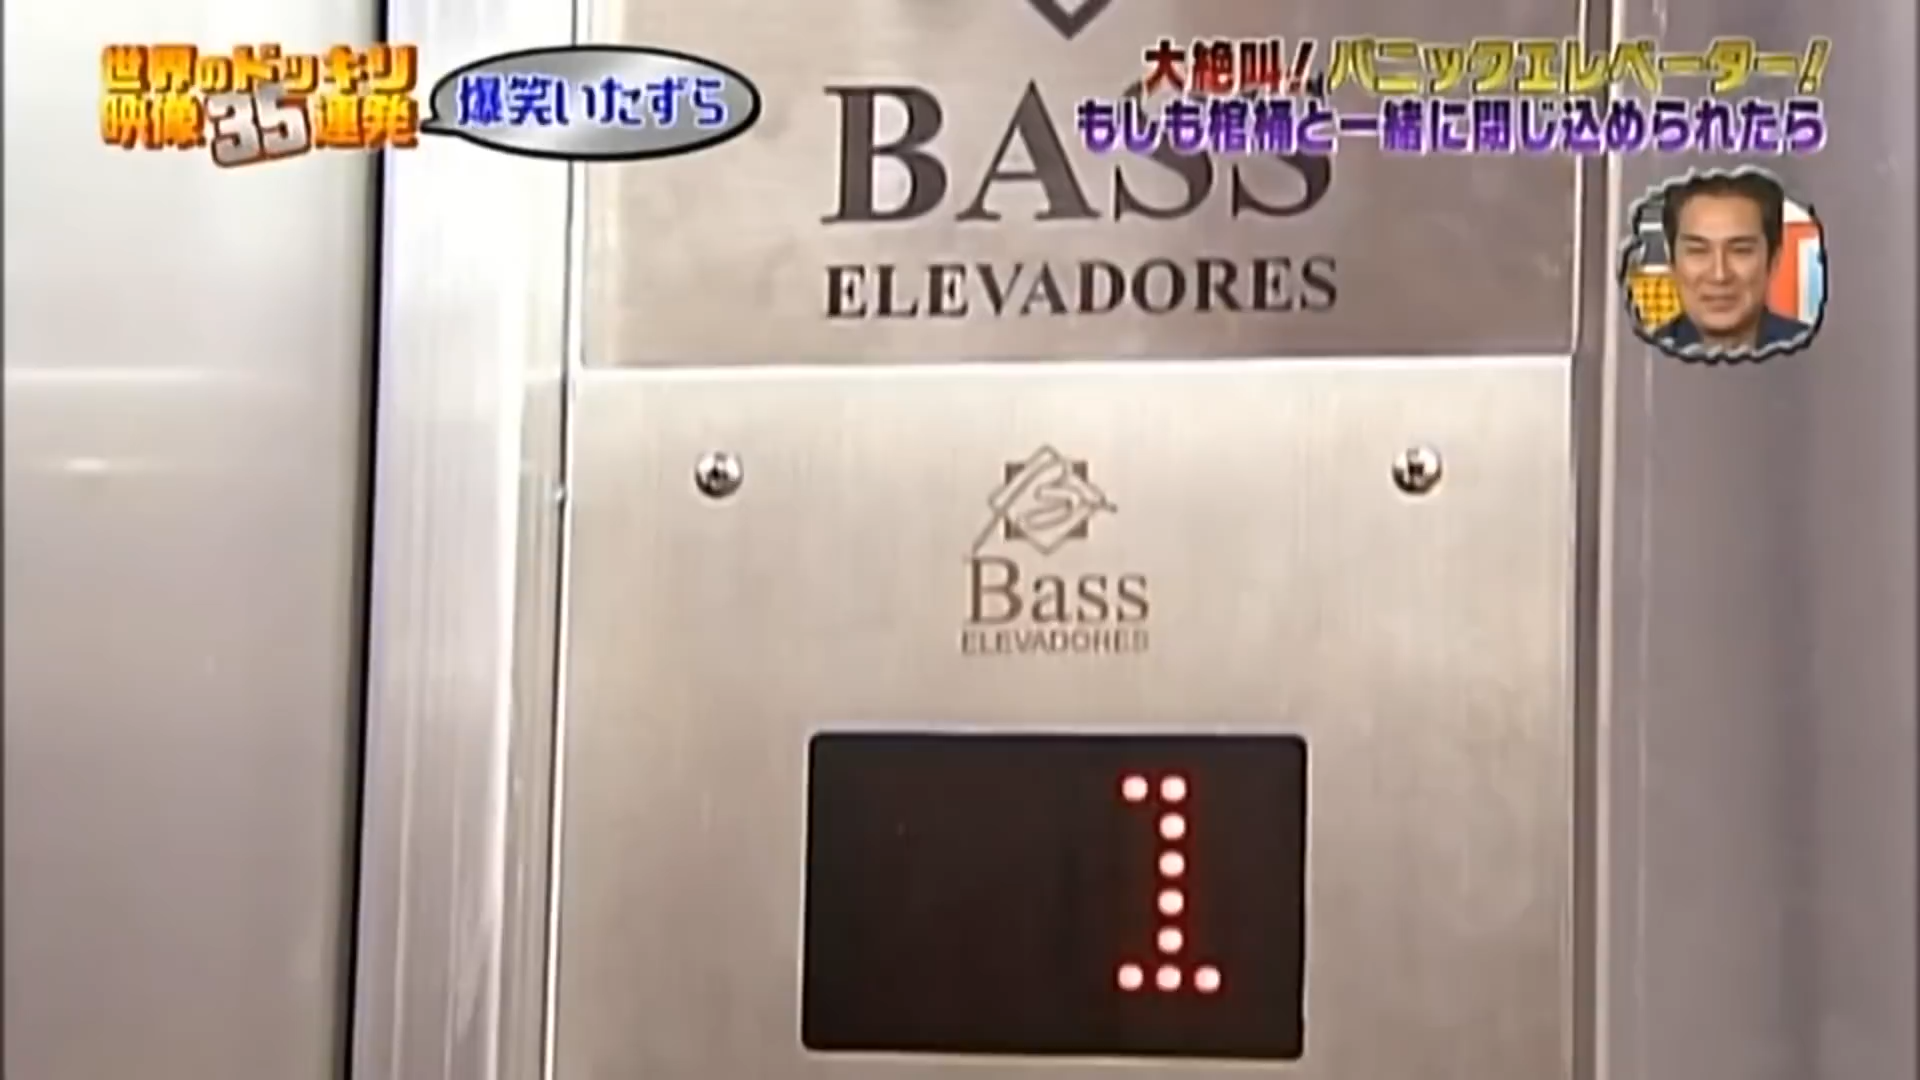 世界のドッキリ
映像35連発
爆笑いたずら
大絶叫！パニックエレベーター！
もしも棺桶と一緒に閉じ込められたら
BASS
ELEVADORES
Bass
ELEVADORES
1